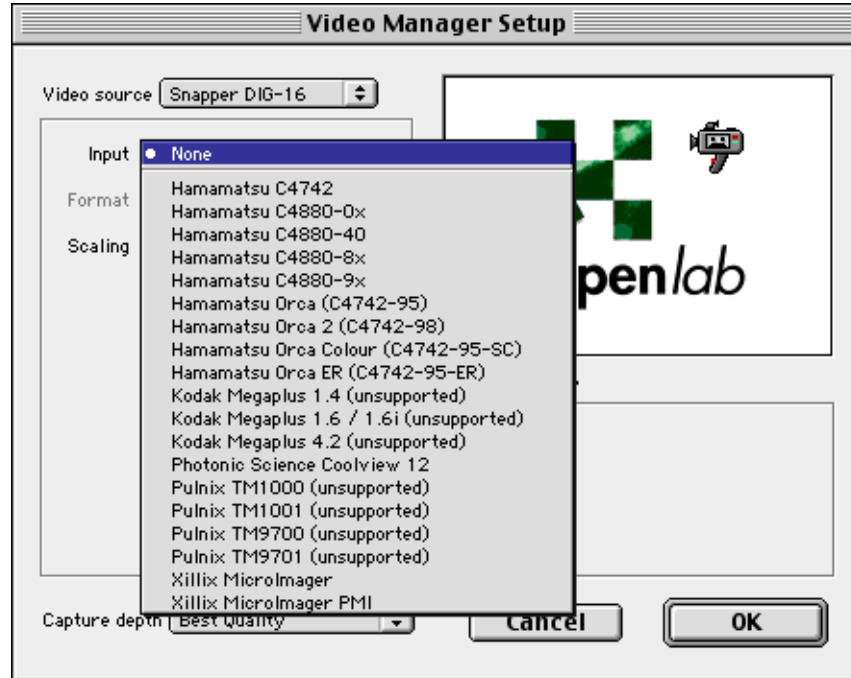 Video Manager Setup
Video source Snapper DIG-16
Input None
Format
Scaling
Hamamatsu C4742
Hamamatsu C4880-0x
Hamamatsu C4880-40
Hamamatsu C4880-8x
Hamamatsu C4880-9x
Hamamatsu Orca (C4742-95)
Hamamatsu Orca 2 (C4742-98)
Hamamatsu Orca Colour (C4742-95-SC)
Hamamatsu Orca ER (C4742-95-ER)
Kodak Megaplus 1.4 (unsupported)
Kodak Megaplus 1.6 / 1.6i (unsupported)
Kodak Megaplus 4.2 (unsupported)
Photonic Science Coolview 12
Pulnix TM1000 (unsupported)
Pulnix TM1001 (unsupported)
Pulnix TM9700 (unsupported)
Pulnix TM9701 (unsupported)
Xillix MicroImager
Xillix MicroImager PMI
penlab
Capture depth Best Quality
Cancel
OK